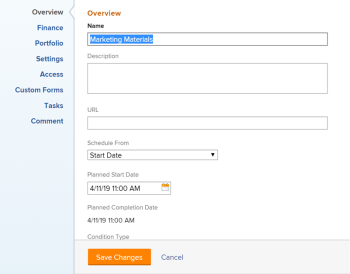 Overview
Finance
Portfolio
Settings
Access
Custom Forms
Tasks
Comment
Overview
Name
Marketing Materials
Description
URL
Schedule From
Start Date
Planned Start Date
4/11/19 11:00 AM
Planned Completion Date
4/11/19 11:00 AM
Condition Type
Save Changes Cancel